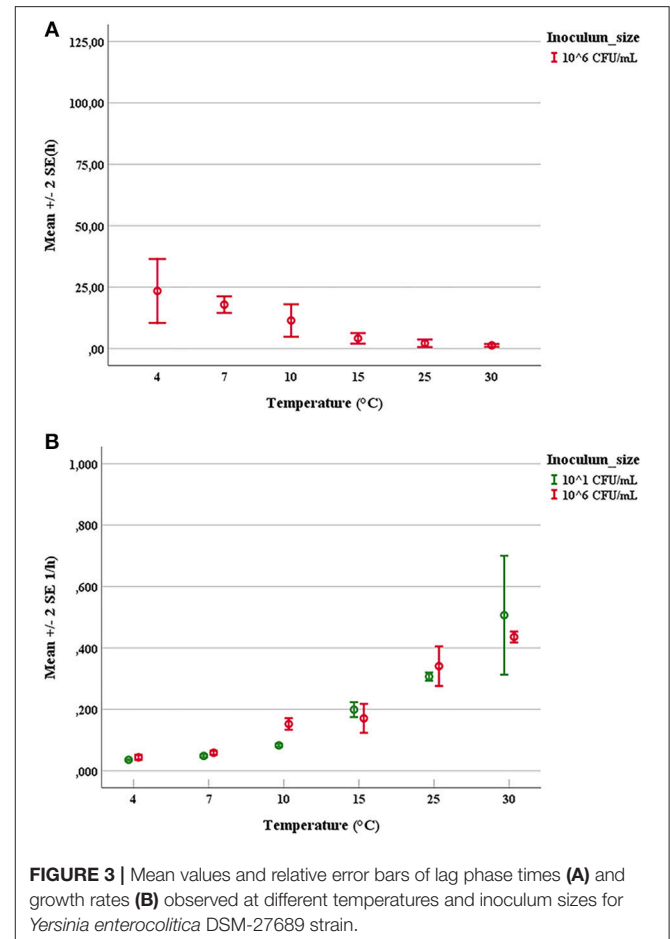 A
Inoculum_size
10^6 CFU/mL
Mean +/- 2 SE(h)
125,00
100,00
75,00
50,00
25,00
,00
4 7 10 15 25 30
Temperature (°C)
B
Inoculum_size
10^1 CFU/mL
10^6 CFU/mL
Mean +/- 2 SE 1/h)
1,000
,800
,600
,400
,200
,000
4 7 10 15 25 30
Temperature (°C)
FIGURE 3 | Mean values and relative error bars of lag phase times (A) and
growth rates (B) observed at different temperatures and inoculum sizes for
Yersinia enterocolitica DSM-27689 strain.